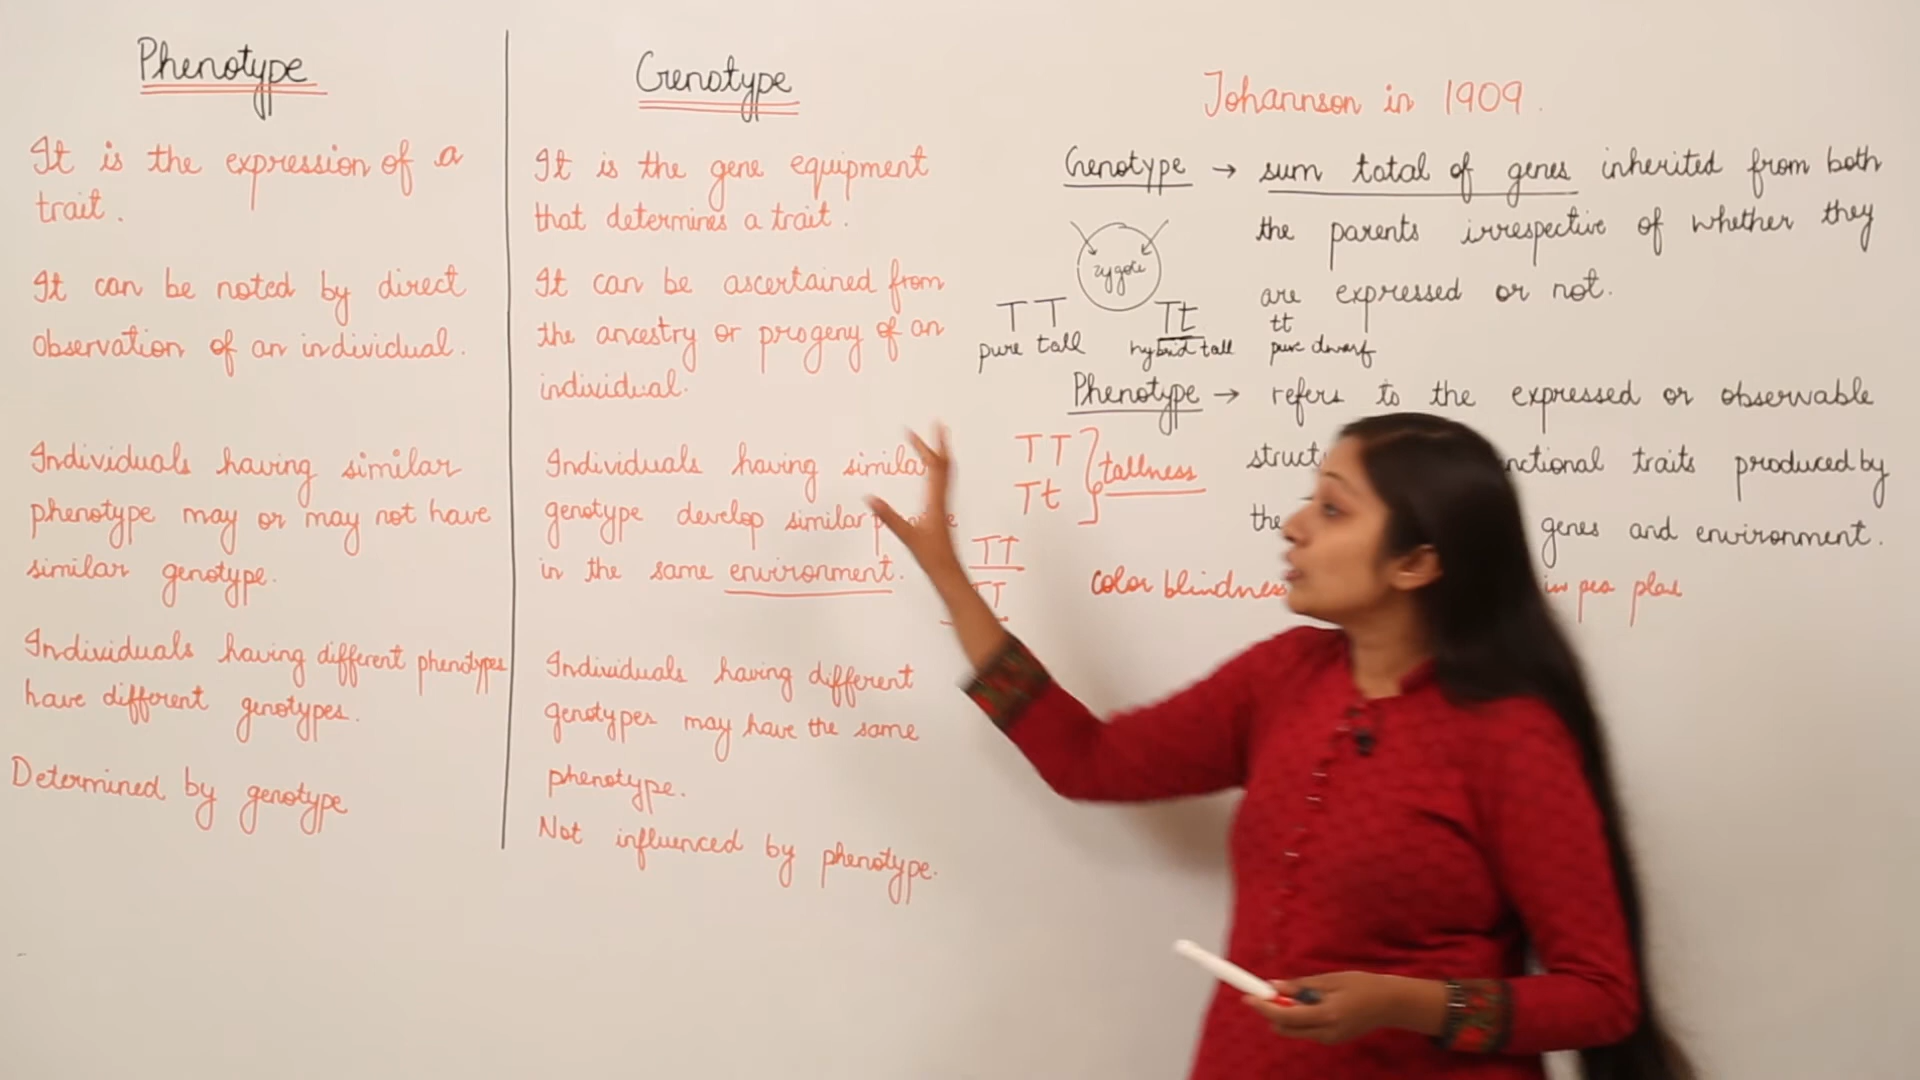 Phenotype
It is the expression of a
trait.
It can be noted by direct
observation of an individual.
Individuals having similar
phenotype may or may not have
similar genotype.
Individuals having different phenotypes
have different genotypes.
Determined by genotype
Genotype
It is the gene equipment
that determines a trait.
It can be ascertained from
the ancestry or progeny of an
individual.
Individuals having
genotype develop similar
in the same environment.
Individuals having different
genotypes may have the same
phenotype.
Not influenced by phenotype.
Johannson in 1909.
Genotype → sum total of genes inherited from both
the parents irrespective of whether they
are expressed or not.
zygote
TT
pure tall
Tt
hybrid tall
tt
pure dwarf
Phenotype → refers to the expressed or observable
traits produced by
the genes and environment.
TT
Tt
tallness
TT
TT
color blindness in pea